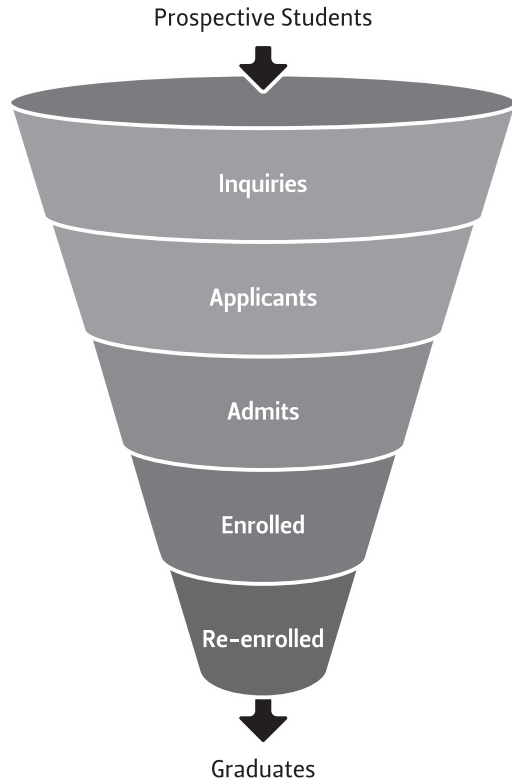 Prospective Students
Inquiries
Applicants
Admits
Enrolled
Re-enrolled
Graduates